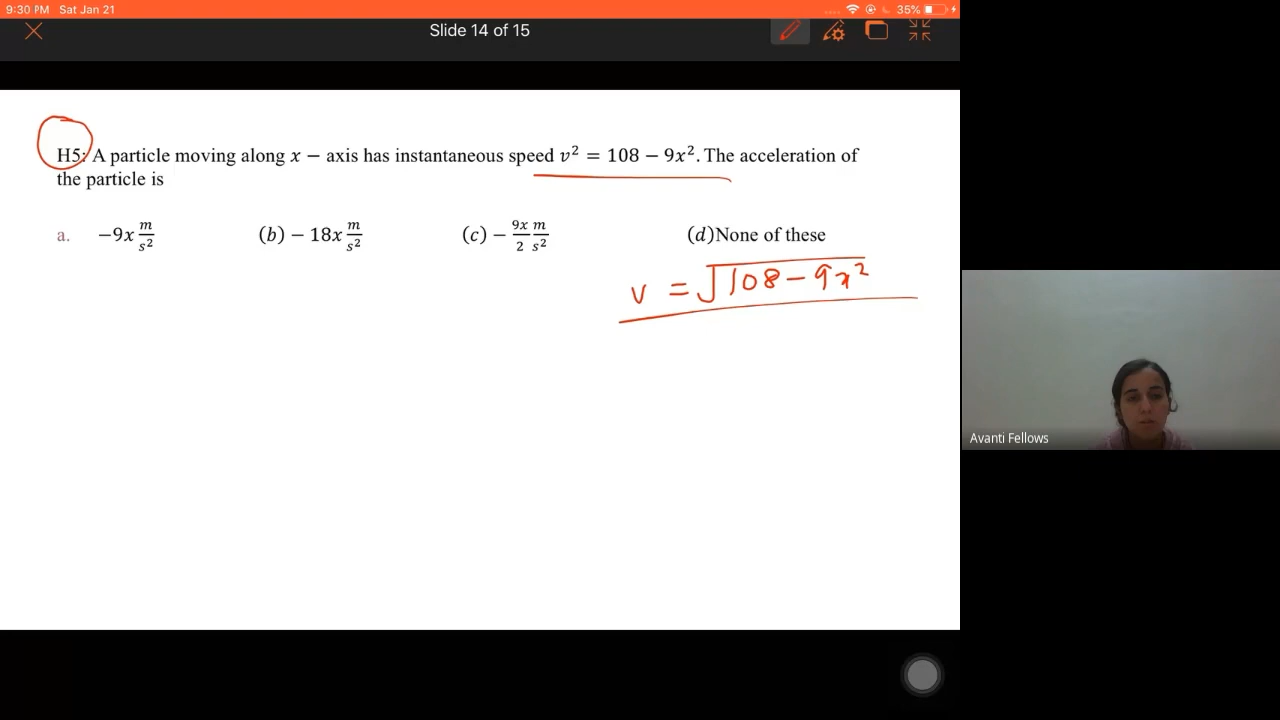 9:30 PM Sat Jan 21
35%
Slide 14 of 15
H5: A particle moving along x − axis has instantaneous speed v² = 108 − 9x². The acceleration of
the particle is
a. −9x m/s² (b) − 18x m/s² (c) − 9x/2 m/s² (d)None of these
v = √108 − 9x²
Avanti Fellows